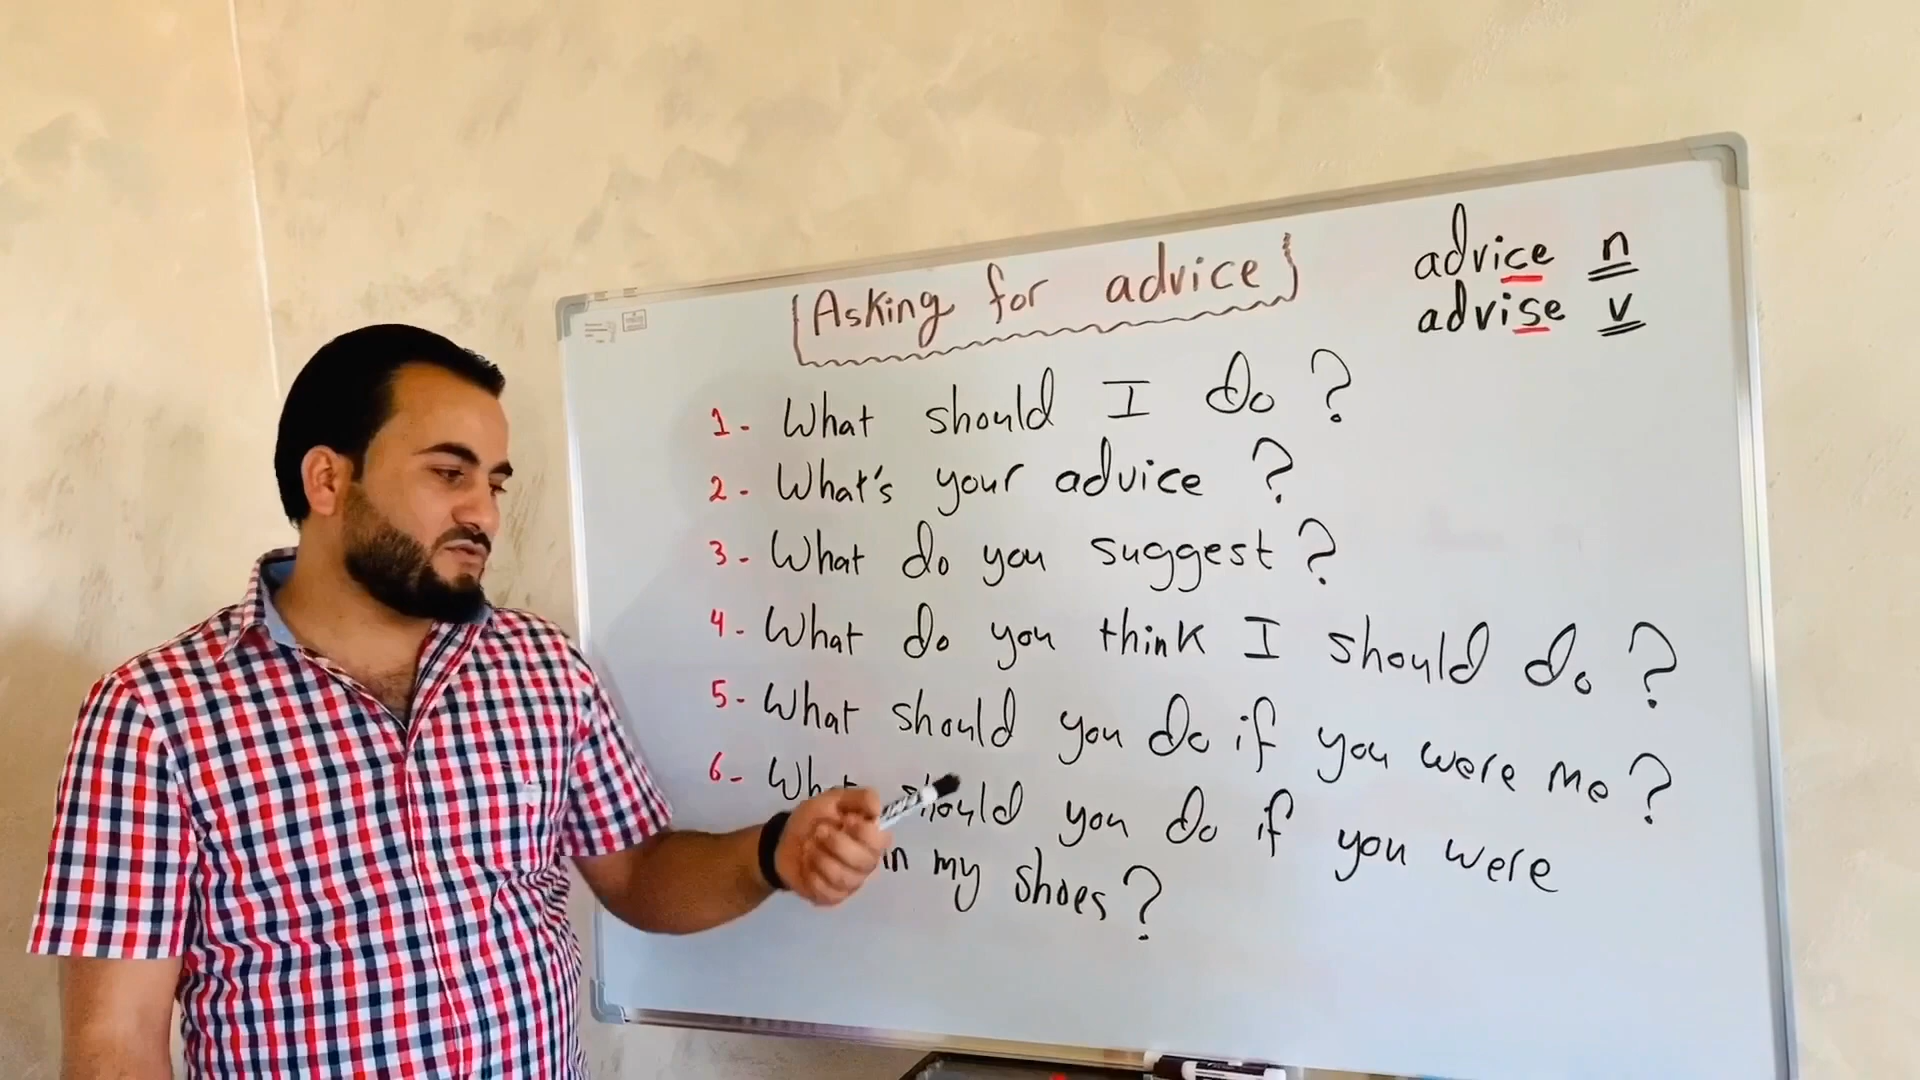 Asking for advice
advice n
advise v
1- What should I do?
2- What's your advice?
3- What do you suggest?
4- What do you think I should do?
5- What should you do if you were me?
6- What should you do if you were
in my shoes?